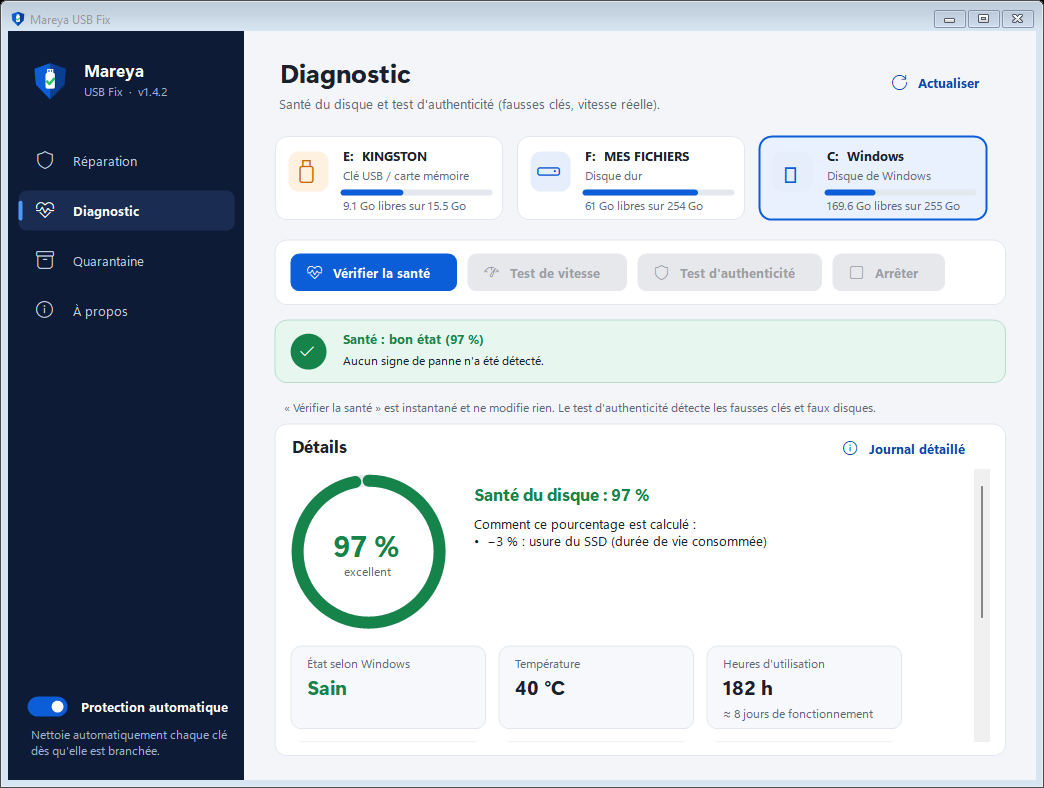 Mareya USB Fix
Mareya
USB Fix · v1.4.2
Réparation
Diagnostic
Quarantaine
À propos
Protection automatique
Nettoie automatiquement chaque clé
dès qu'elle est branchée.
Diagnostic
Santé du disque et test d'authenticité (fausses clés, vitesse réelle).
Actualiser
E: KINGSTON
Clé USB / carte mémoire
9.1 Go libres sur 15.5 Go
F: MES FICHIERS
Disque dur
61 Go libres sur 254 Go
C: Windows
Disque de Windows
169.6 Go libres sur 255 Go
Vérifier la santé
Test de vitesse
Test d'authenticité
Arrêter
Santé : bon état (97 %)
Aucun signe de panne n'a été détecté.
« Vérifier la santé » est instantané et ne modifie rien. Le test d'authenticité détecte les fausses clés et faux disques.
Détails
Journal détaillé
97 %
excellent
Santé du disque : 97 %
Comment ce pourcentage est calculé :
• −3 % : usure du SSD (durée de vie consommée)
État selon Windows
Sain
Température
40 °C
Heures d'utilisation
182 h
≈ 8 jours de fonctionnement